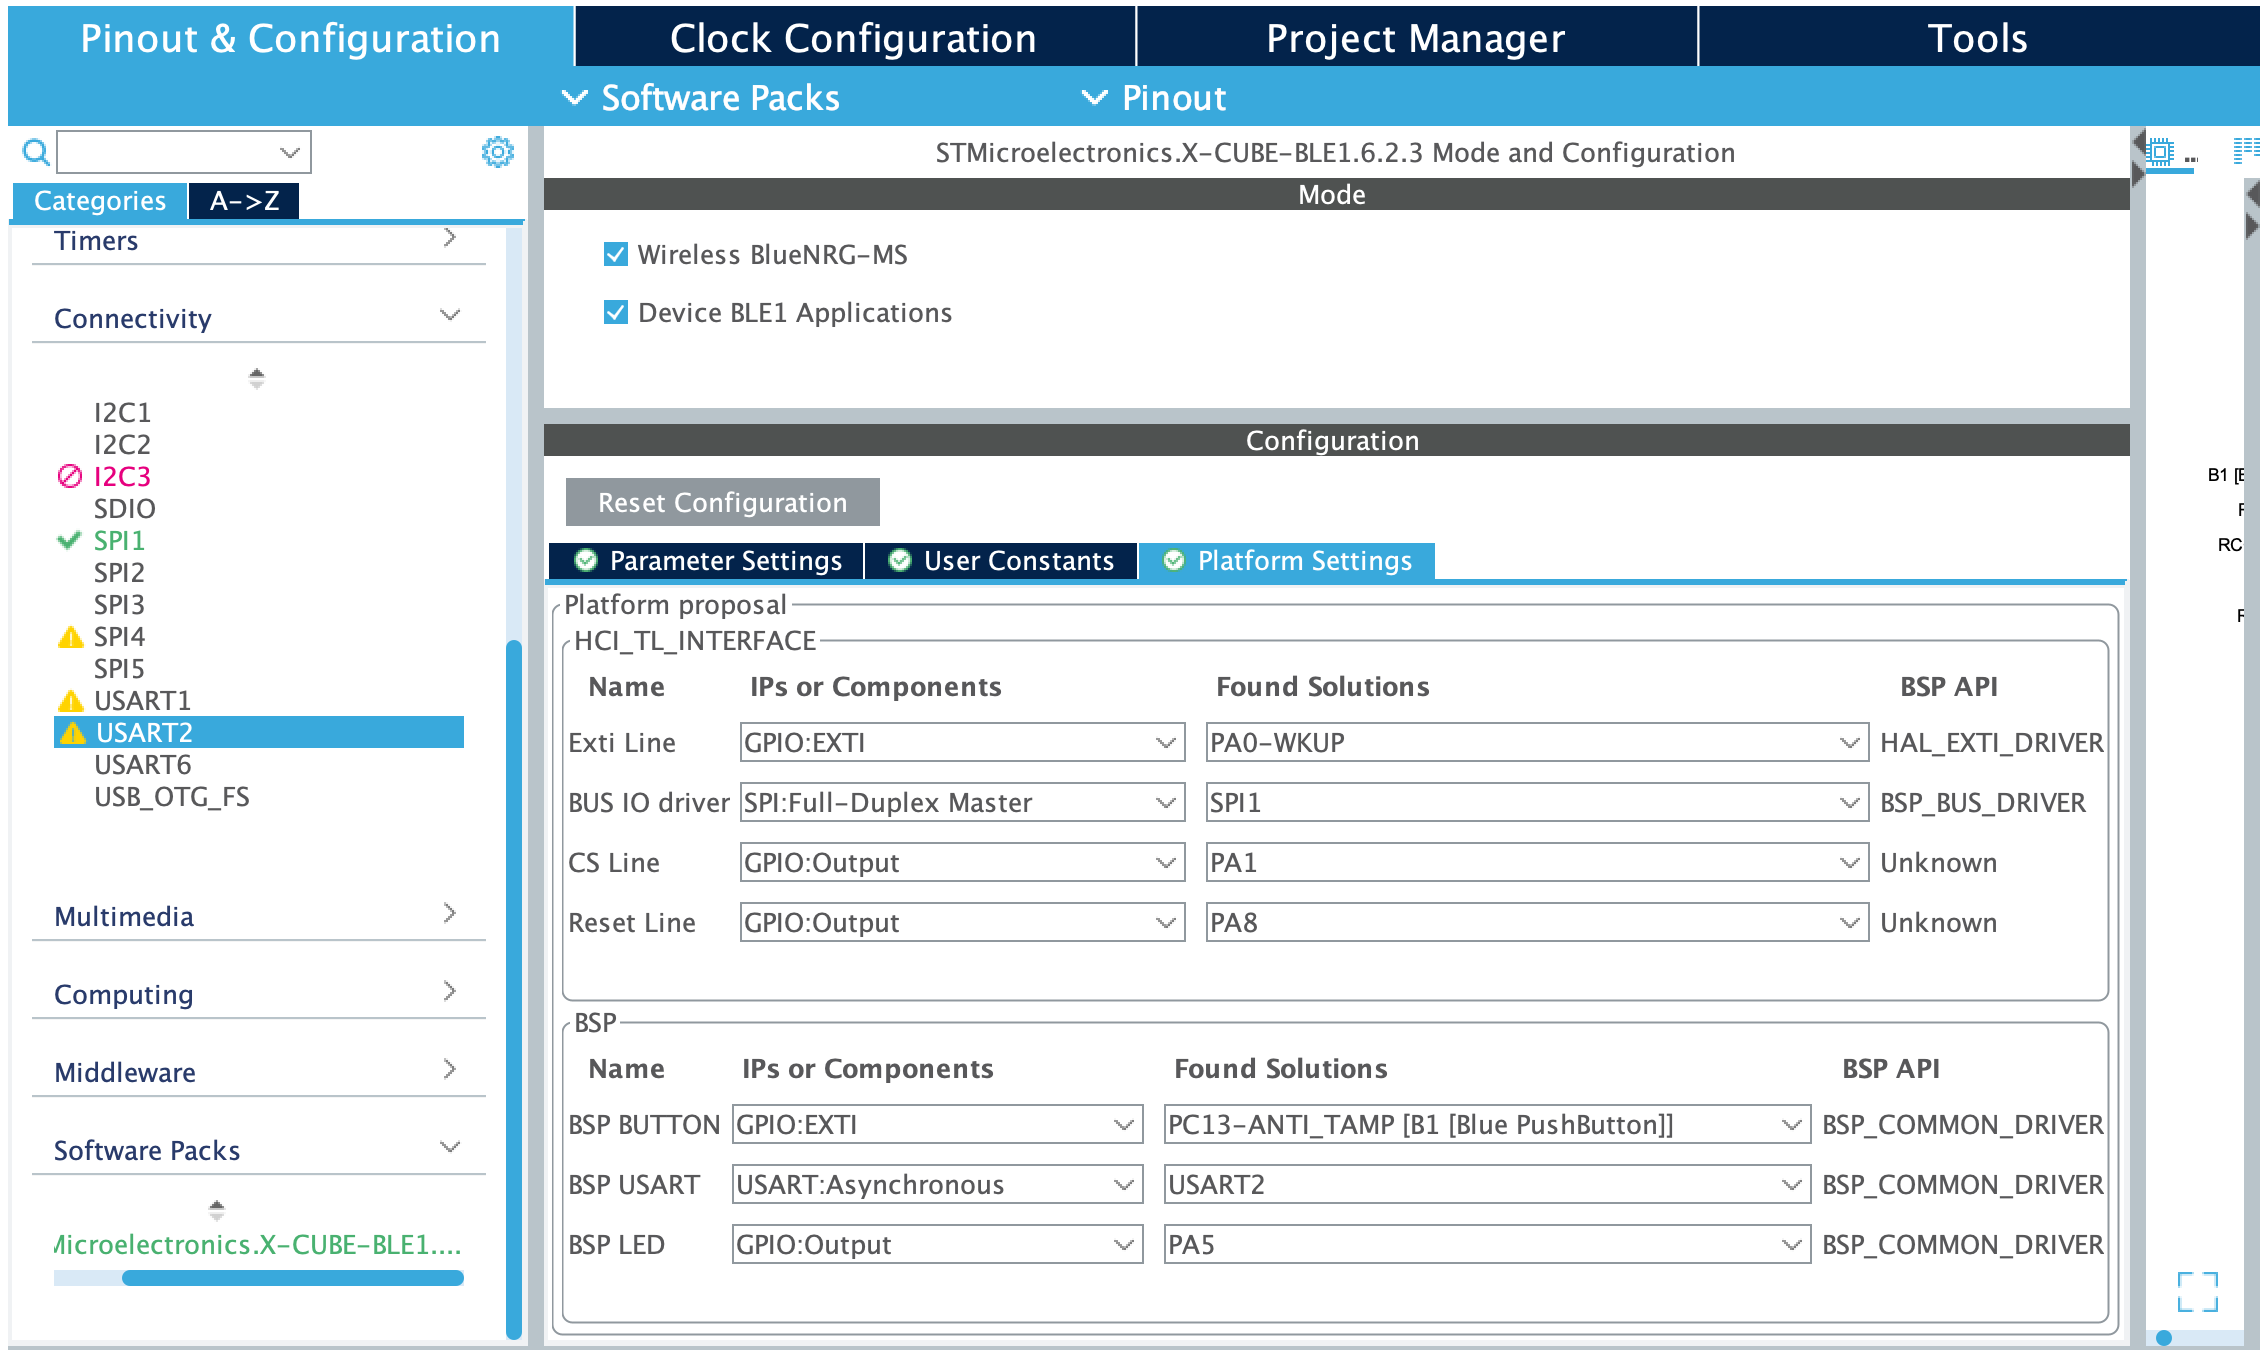 Pinout & Configuration
Clock Configuration
Project Manager
Tools
Software Packs
Pinout
Categories
A->Z
Timers
Connectivity
I2C1
I2C2
I2C3
SDIO
SPI1
SPI2
SPI3
SPI4
SPI5
USART1
USART2
USART6
USB_OTG_FS
Multimedia
Computing
Middleware
Software Packs
Microelectronics.X-CUBE-BLE1....
STMicroelectronics.X-CUBE-BLE1.6.2.3 Mode and Configuration
Mode
Wireless BlueNRG-MS
Device BLE1 Applications
Configuration
Reset Configuration
Parameter Settings
User Constants
Platform Settings
Platform proposal
HCI_TL_INTERFACE
Name IPs or Components Found Solutions BSP API
Exti Line GPIO:EXTI PA0-WKUP HAL_EXTI_DRIVER
BUS IO driver SPI:Full-Duplex Master SPI1 BSP_BUS_DRIVER
CS Line GPIO:Output PA1 Unknown
Reset Line GPIO:Output PA8 Unknown
BSP
Name IPs or Components Found Solutions BSP API
BSP BUTTON GPIO:EXTI PC13-ANTI_TAMP [B1 [Blue PushButton]] BSP_COMMON_DRIVER
BSP USART USART:Asynchronous USART2 BSP_COMMON_DRIVER
BSP LED GPIO:Output PA5 BSP_COMMON_DRIVER
...
B1 [
RC